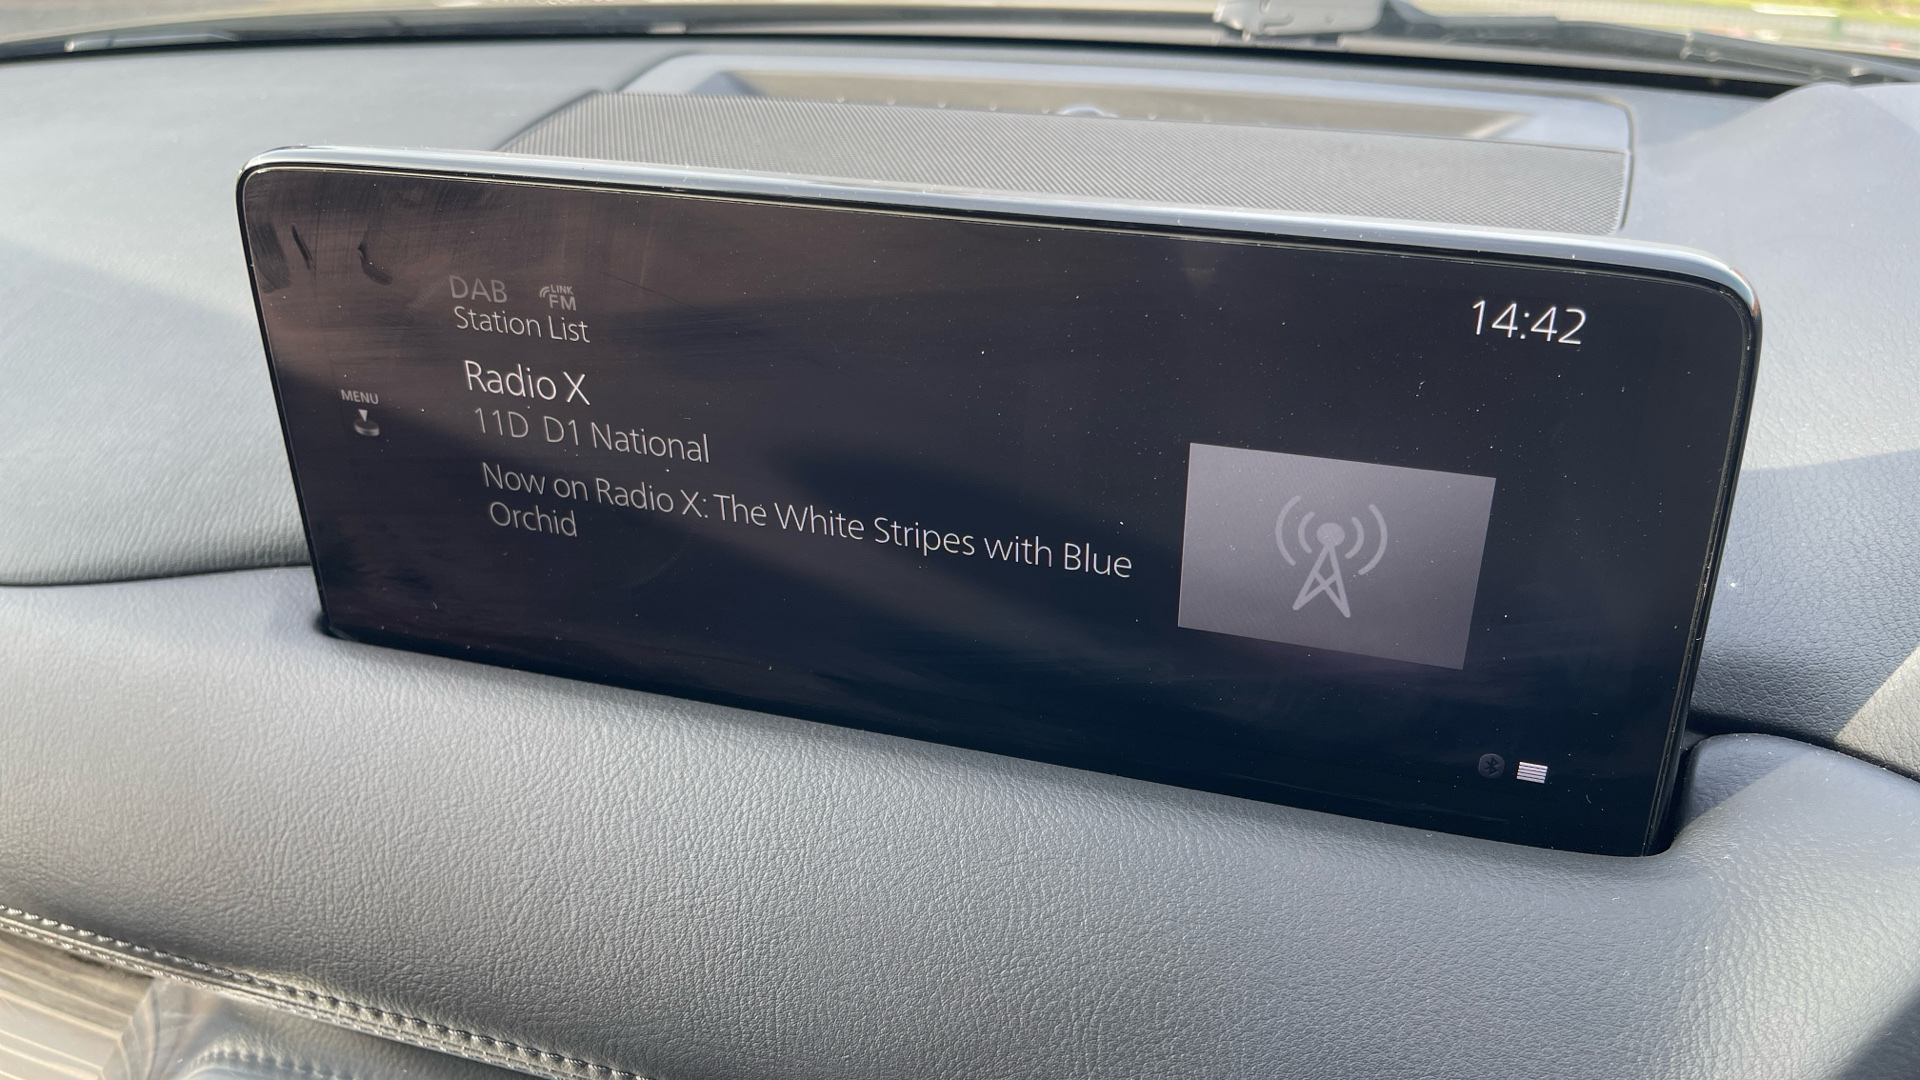 DAB LINK FM
Station List
14:42
Radio X
MENU
11D D1 National
Now on Radio X: The White Stripes with Blue
Orchid